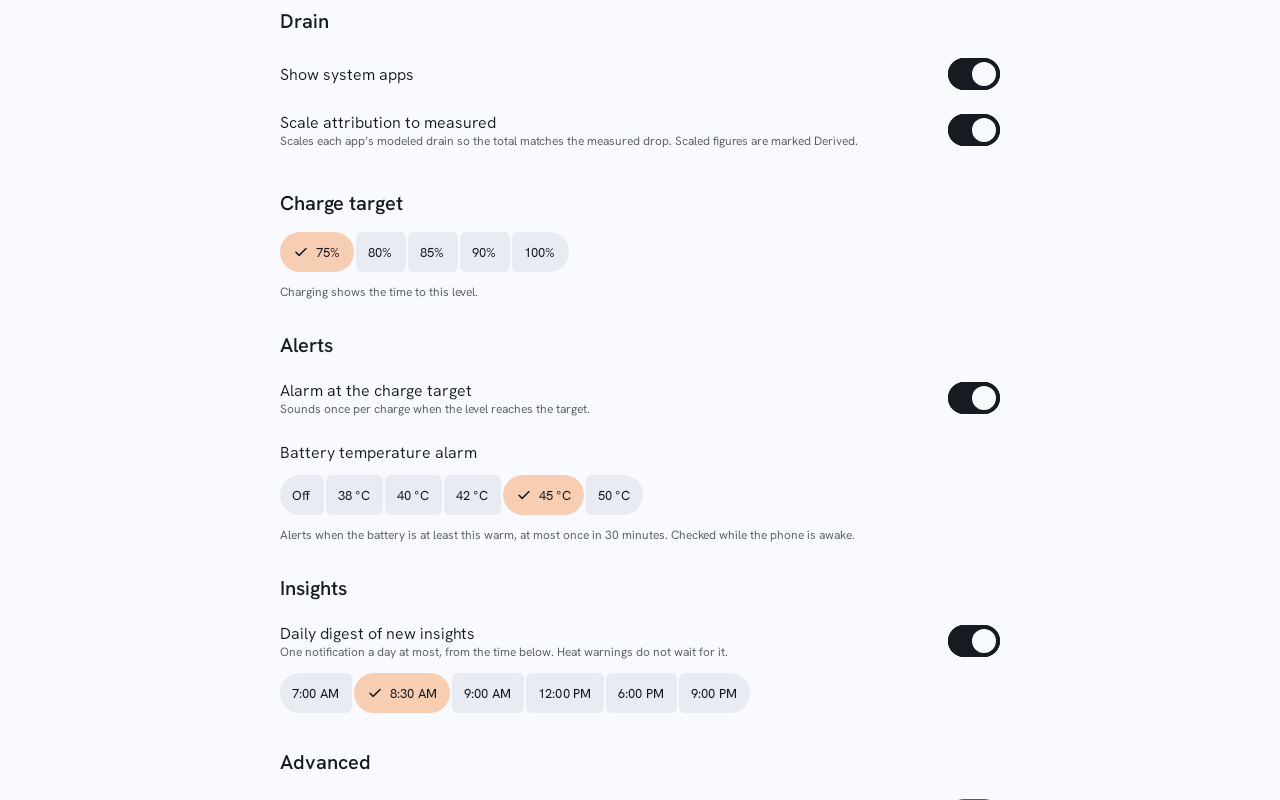 Drain
Show system apps
Scale attribution to measured
Scales each app’s modeled drain so the total matches the measured drop. Scaled figures are marked Derived.
Charge target
75% 80% 85% 90% 100%
Charging shows the time to this level.
Alerts
Alarm at the charge target
Sounds once per charge when the level reaches the target.
Battery temperature alarm
Off 38 °C 40 °C 42 °C 45 °C 50 °C
Alerts when the battery is at least this warm, at most once in 30 minutes. Checked while the phone is awake.
Insights
Daily digest of new insights
One notification a day at most, from the time below. Heat warnings do not wait for it.
7:00 AM 8:30 AM 9:00 AM 12:00 PM 6:00 PM 9:00 PM
Advanced